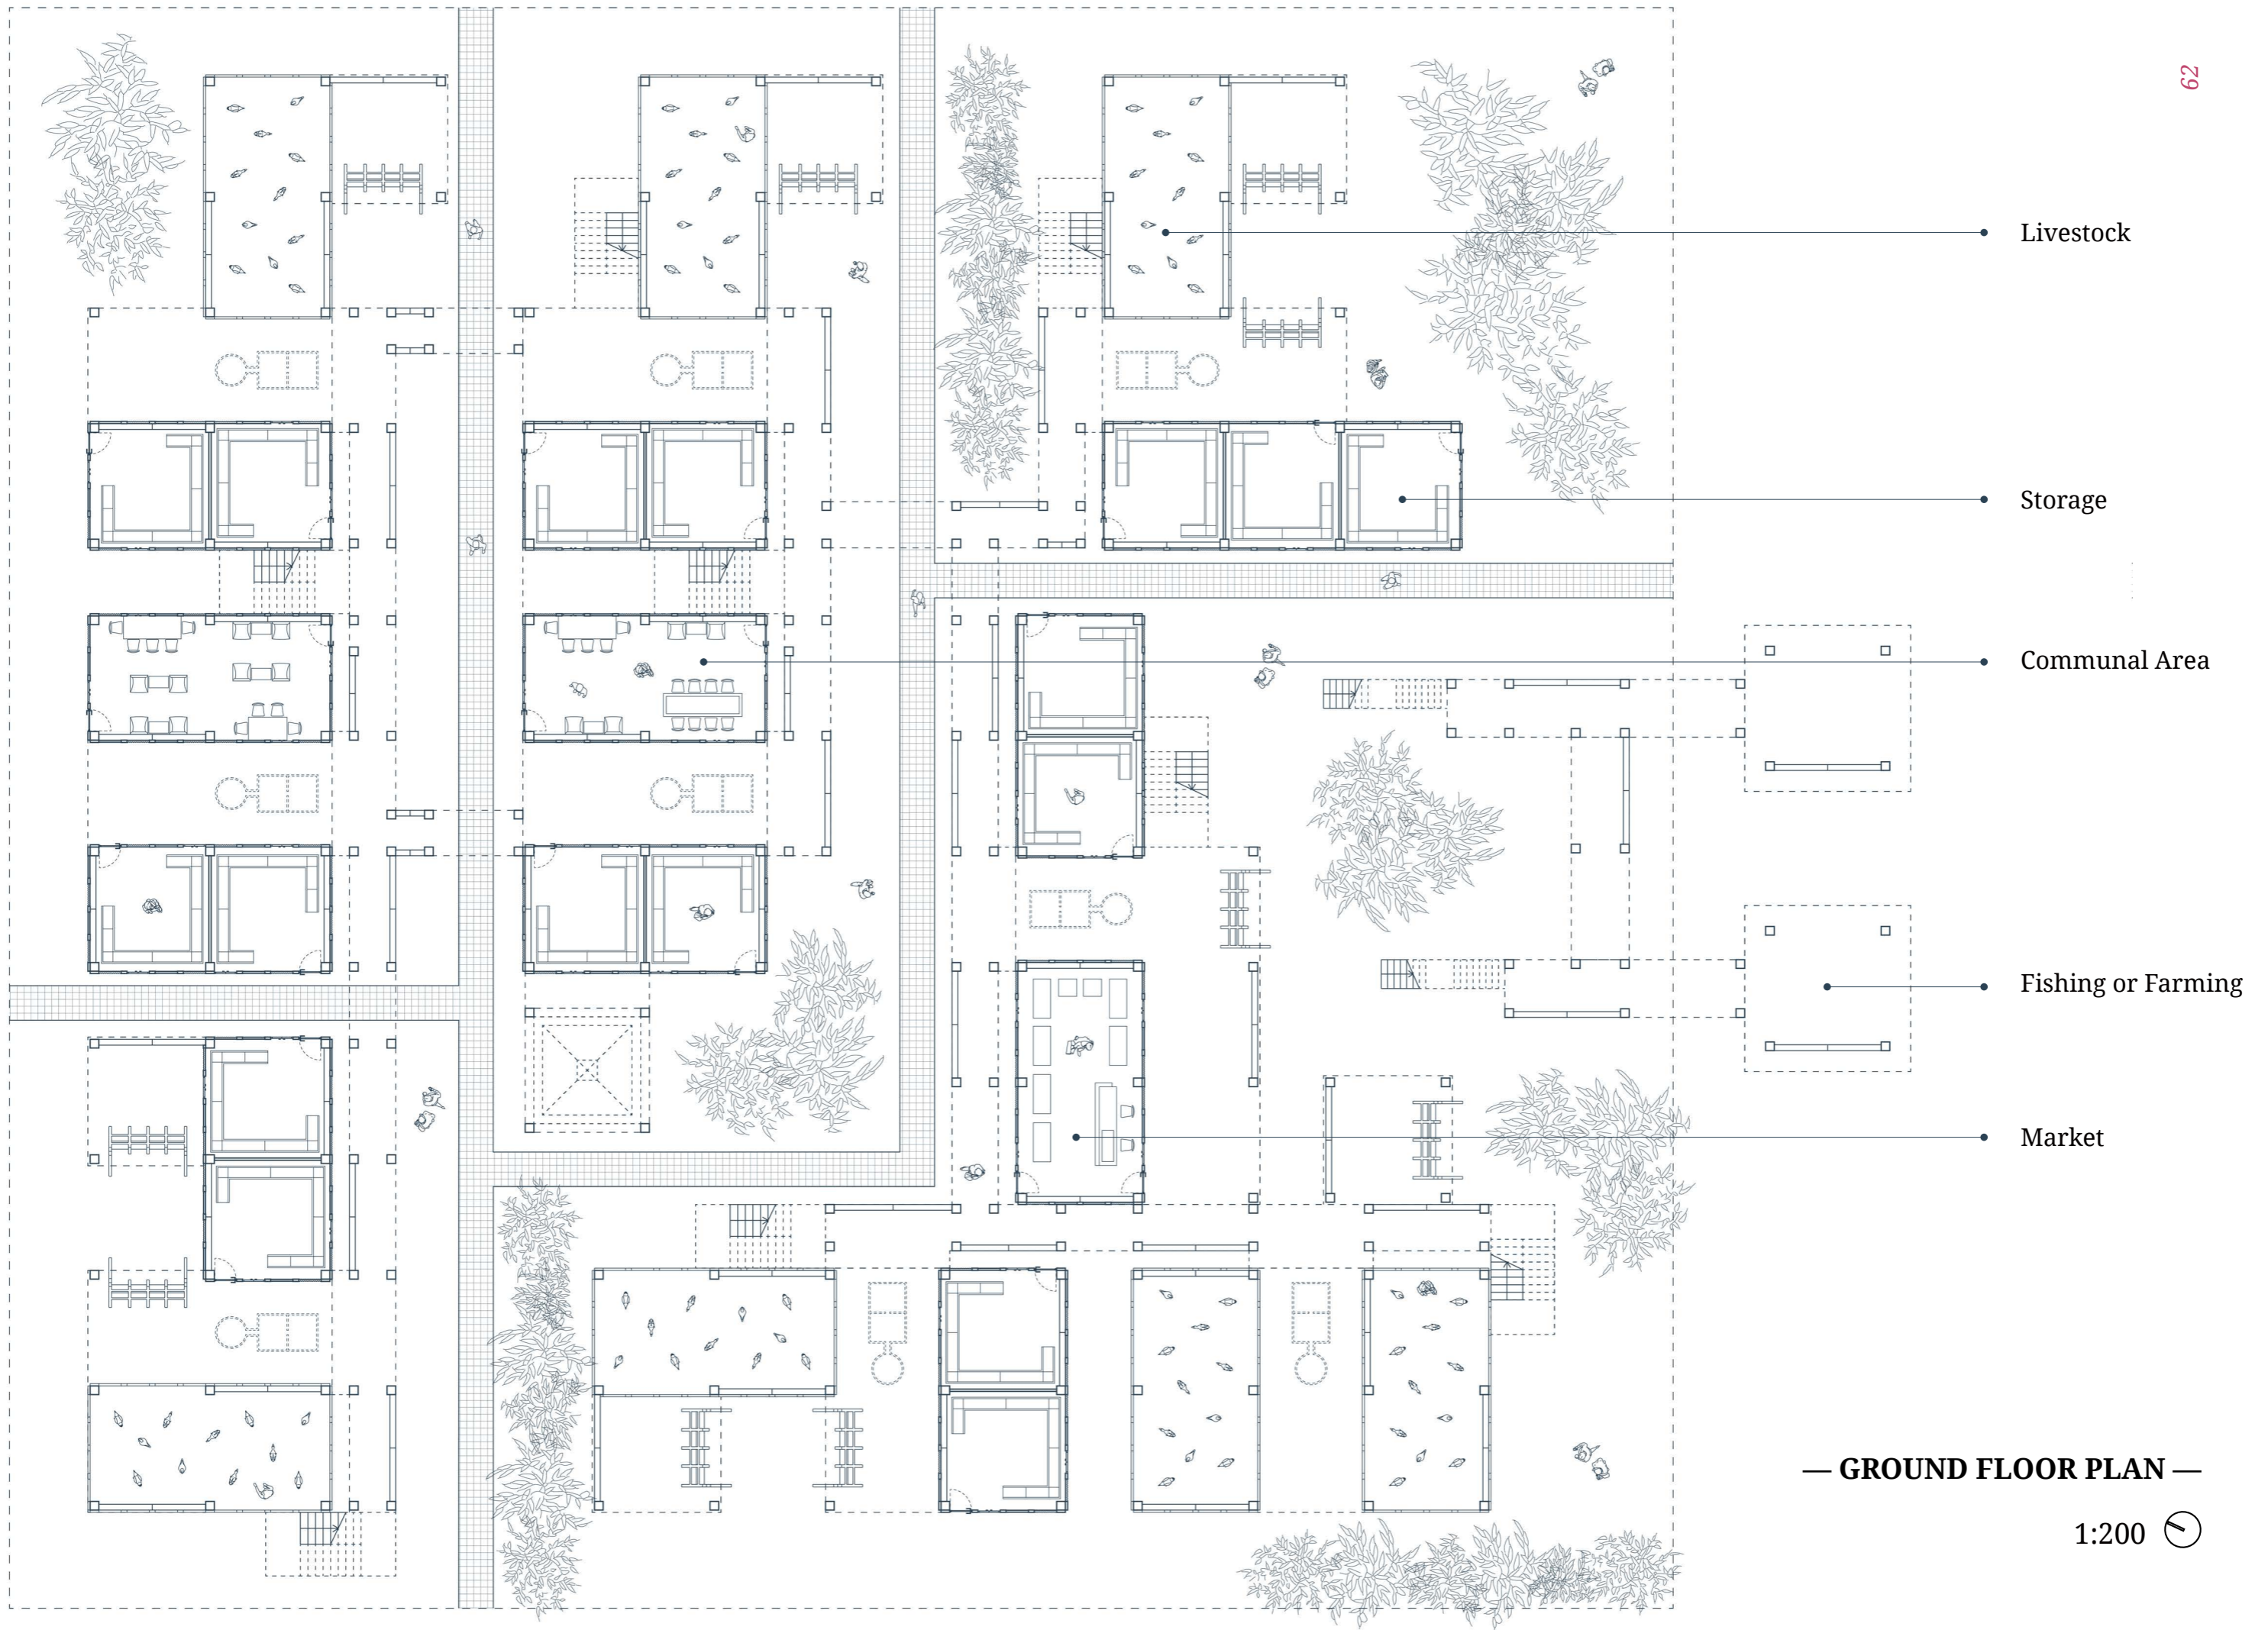 62
Livestock
Storage
Communal Area
Fishing or Farming
Market
— GROUND FLOOR PLAN —
1:200